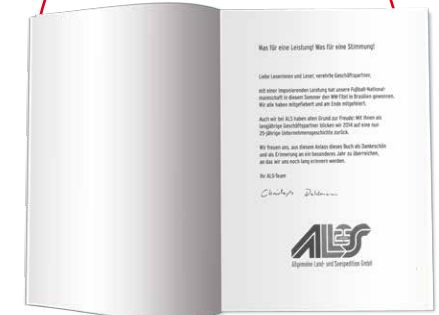 Was für eine Leistung! Was für eine Stimmung!
Liebe Leserinnen und Leser, verehrte Geschäftspartner,
mit einer imponierenden Leistung hat unsere Fußball-National-
mannschaft in diesem Sommer den WM-Titel in Brasilien gewonnen.
Wir alle haben mitgefiebert und am Ende mitgefeiert.
Auch wir bei ALS haben allen Grund zur Freude: Mit Ihnen als
langjährige Geschäftspartner blicken wir 2014 auf eine nun
25-jährige Unternehmensgeschichte zurück.
Wir freuen uns, aus diesem Anlass dieses Buch als Dankeschön
und als Erinnerung an ein besonderes Jahr zu überreichen,
an das wir uns noch lang erinnern werden.
Ihr ALS-Team
Christoph
ALS
25
Allgemeine Land- und Seespedition GmbH